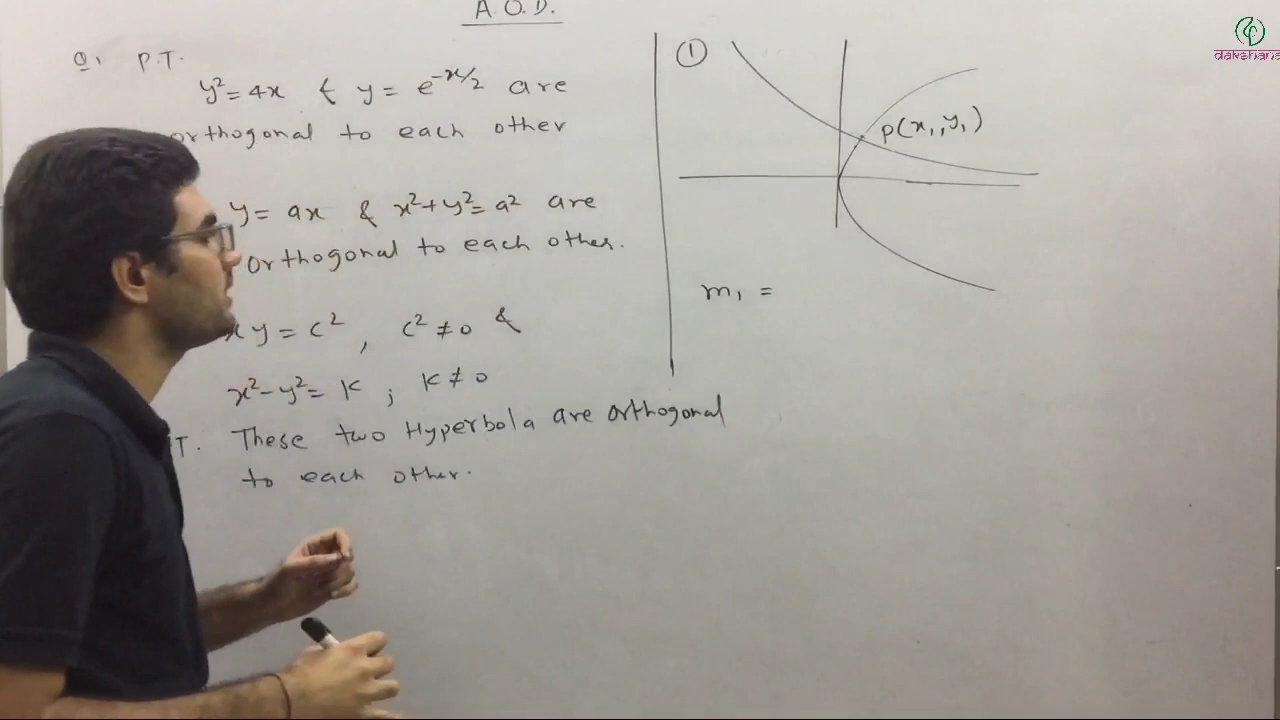 A.O.D.
Q1 P.T.
y² = 4x & y = e^(-x/2) are
orthogonal to each other
y = ax & x² + y² = a² are
orthogonal to each other.
xy = c² , c² ≠ 0 &
x² - y² = K ; K ≠ 0
T. These two Hyperbola are orthogonal
to each other.
①
P(x₁, y₁)
m₁ =
dakshana